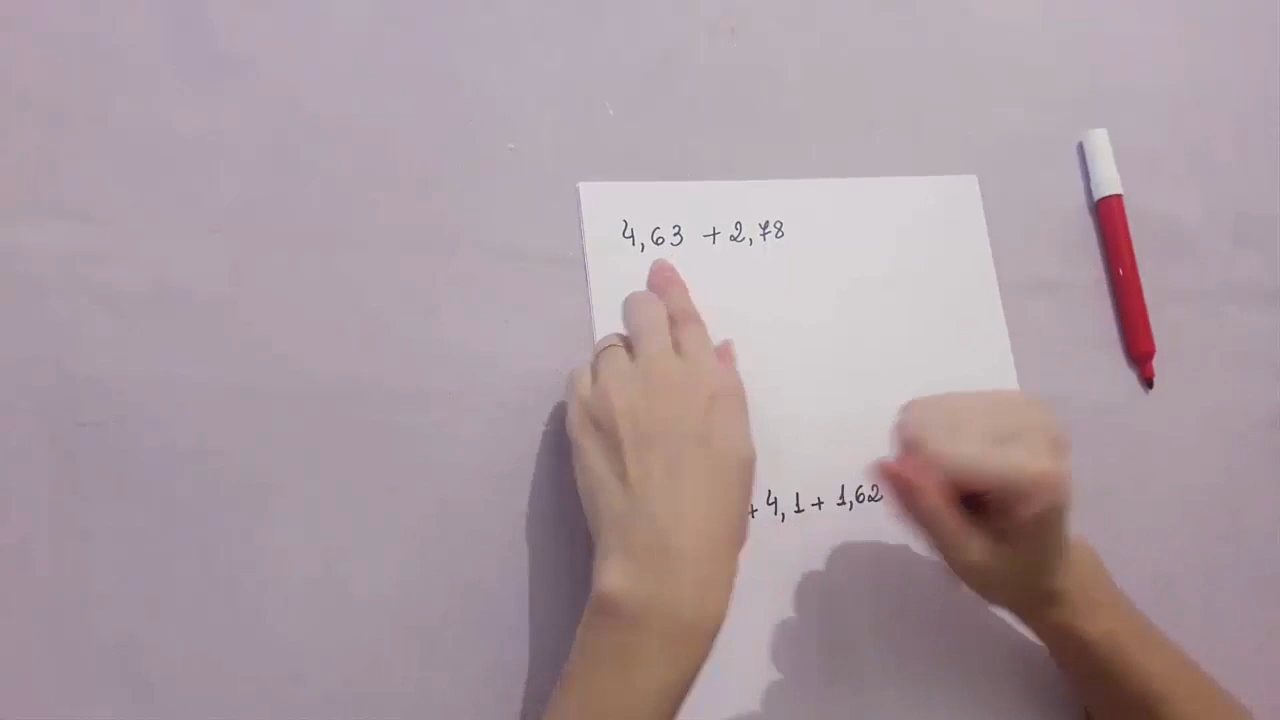 4,63 + 2,78
+ 4,1 + 1,62